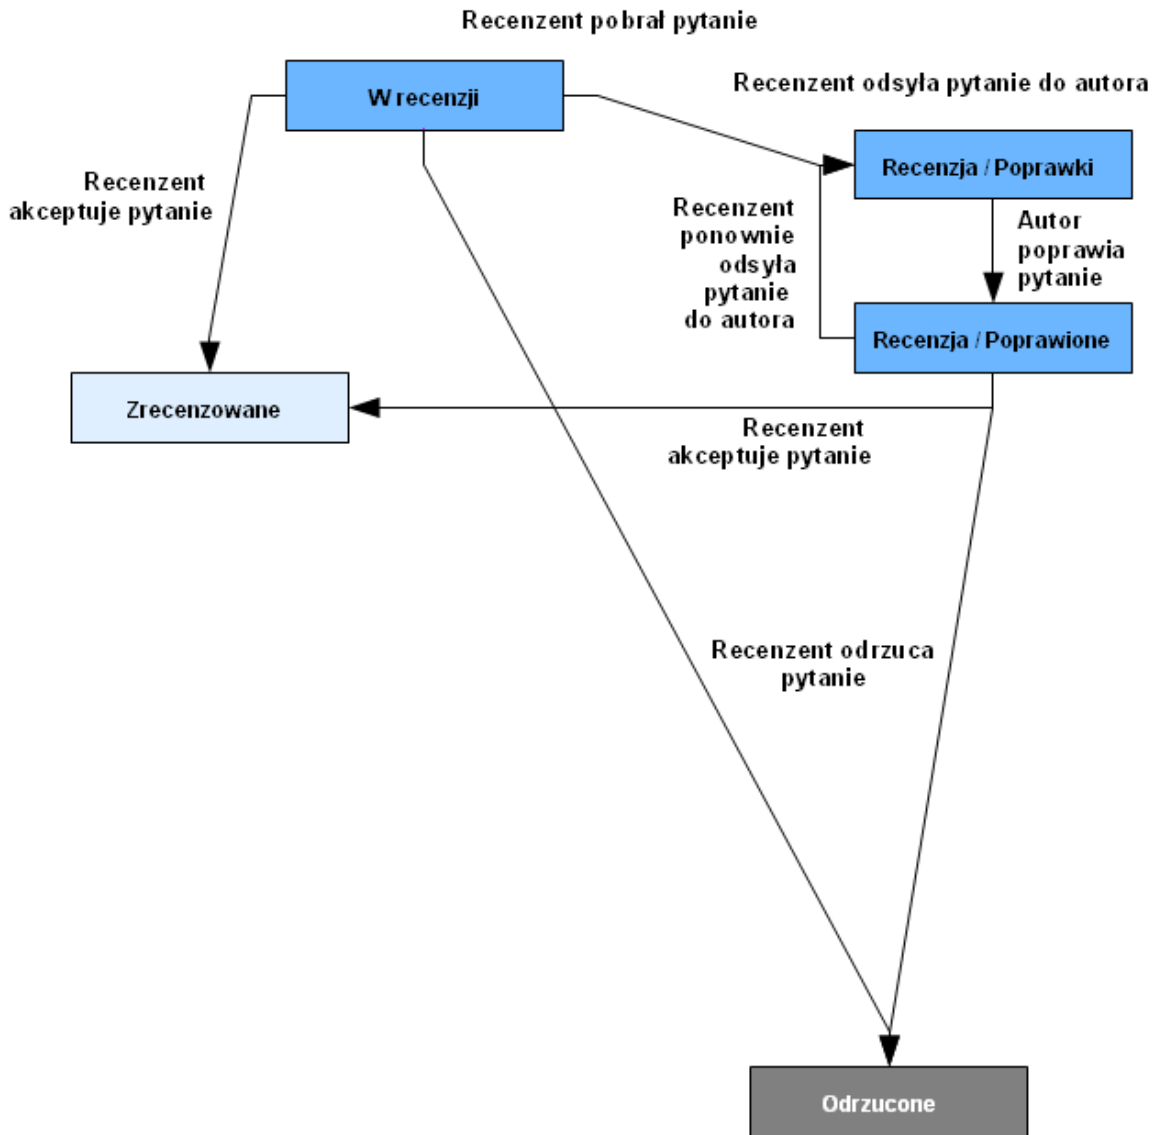 Recenzent pobrał pytanie
W recenzji
Recenzent odsyła pytanie do autora
Recenzja / Poprawki
Recenzent
akceptuje pytanie
Recenzent
ponownie
odsyła
pytanie
do autora
Autor
poprawia
pytanie
Recenzja / Poprawione
Zrecenzowane
Recenzent
akceptuje pytanie
Recenzent odrzuca
pytanie
Odrzucone